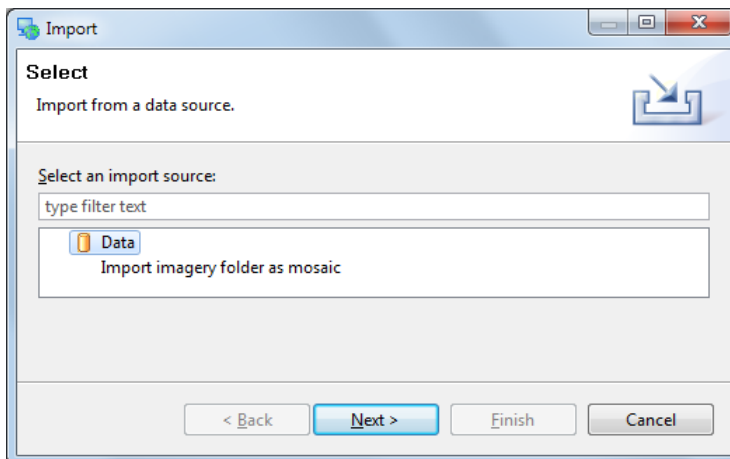 Import
Select
Import from a data source.
Select an import source:
type filter text
Data
Import imagery folder as mosaic
< Back
Next >
Finish
Cancel